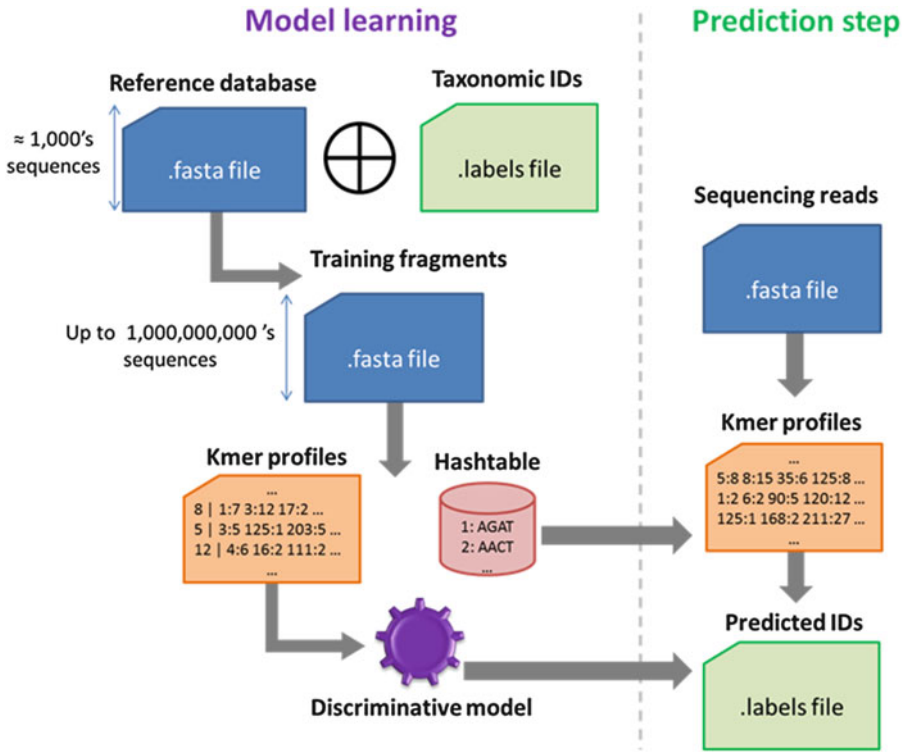 Model learning
Prediction step
Reference database
Taxonomic IDs
≈ 1,000's
sequences
.fasta file
.labels file
Sequencing reads
.fasta file
Training fragments
Up to 1,000,000,000 's
sequences
.fasta file
Kmer profiles
...
8 | 1:7 3:12 17:2 ...
5 | 3:5 125:1 203:5 ...
12 | 4:6 16:2 111:2 ...
...
Hashtable
1: AGAT
2: AACT
...
Kmer profiles
...
5:8 8:15 35:6 125:8 ...
1:2 6:2 90:5 120:12 ...
125:1 168:2 211:27 ...
...
Discriminative model
Predicted IDs
.labels file